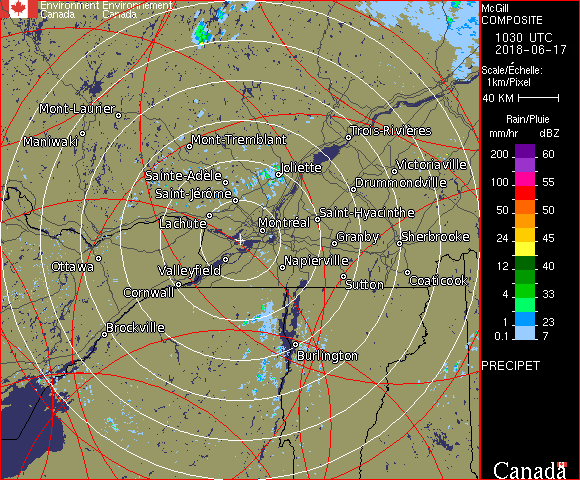 Environment Environnement
Canada Canada
McGill
COMPOSITE
1030 UTC
2018-06-17
Scale/Échelle:
1km/Pixel
40 KM
Rain/Pluie
mm/hr dBZ
200 60
100 55
50 50
24 45
12 40
4 33
1 23
0.1 7
PRECIPET
Canada
Mont-Laurier
Maniwaki
Mont-Tremblant
Trois-Rivières
Sainte-Adèle
Joliette
Victoriaville
Saint-Jérôme
Drummondville
Lachute
Montréal
Saint-Hyacinthe
Granby
Sherbrooke
Ottawa
Valleyfield
Napierville
Cornwall
Sutton
Coaticook
Brockville
Burlington